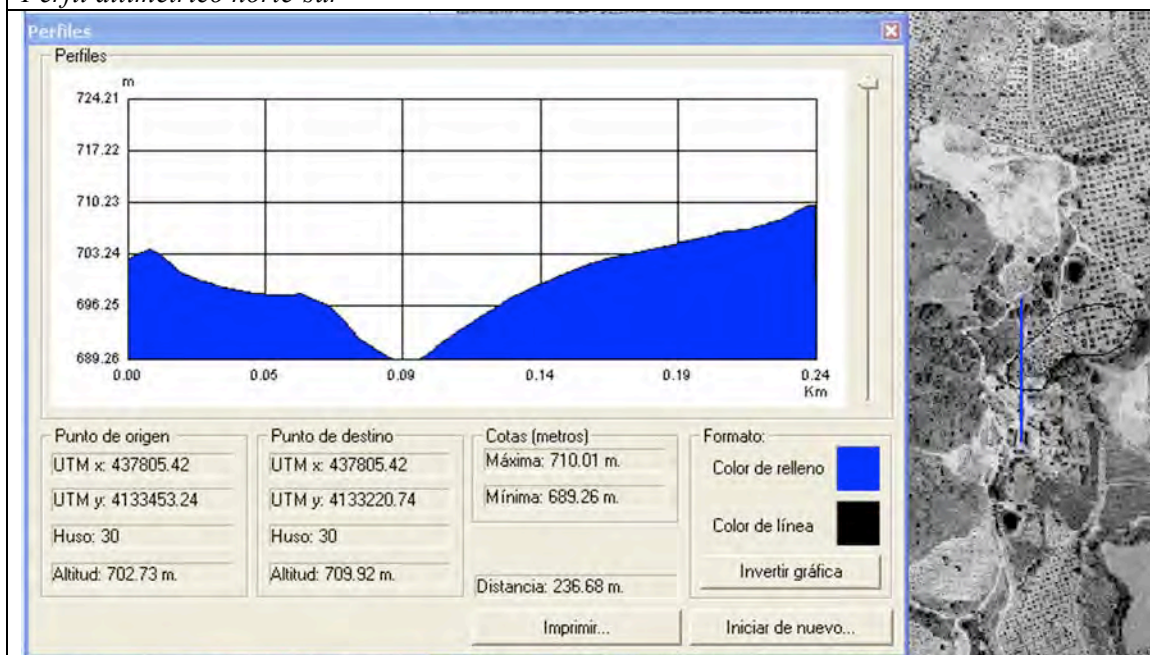 Perfil altimétrico norte-sur
Perfiles
Perfiles
m
724.21
717.22
710.23
703.24
696.25
689.26
0.00 0.05 0.09 0.14 0.19 0.24
Km
Punto de origen
UTM x: 437805.42
UTM y: 4133453.24
Huso: 30
Altitud: 702.73 m.
Punto de destino
UTM x: 437805.42
UTM y: 4133220.74
Huso: 30
Altitud: 709.92 m.
Cotas (metros)
Máxima: 710.01 m.
Mínima: 689.26 m.
Distancia: 236.68 m.
Formato:
Color de relleno
Color de línea
Invertir gráfica
Imprimir...
Iniciar de nuevo...